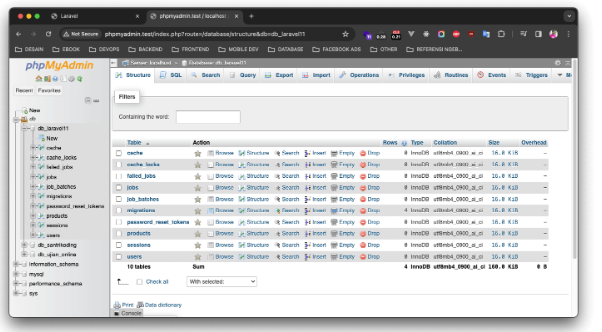 Laravel
phpmyadmin.test / localhost
Not Secure phpmyadmin.test/index.php?route=/database/structure&db=db_laravel11
DESAIN EBOOK DEVOPS BACKEND FRONTEND MOBILE DEV DATABASE FACEBOOK ADS OTHER REFERENSI NGEB...
phpMyAdmin
Recent Favorites
New
db
db_laravel11
New
cache
cache_locks
failed_jobs
jobs
job_batches
migrations
password_reset_tokens
products
sessions
users
db_santrikoding
db_ujian_online
information_schema
mysql
performance_schema
sys
Server: localhost » Database: db_laravel11
Structure SQL Search Query Export Import Operations Privileges Routines Events Triggers
Filters
Containing the word:
Table Action Rows Type Collation Size Overhead
cache Browse Structure Search Insert Empty Drop 0 InnoDB utf8mb4_0900_ai_ci 16.0 KiB –
cache_locks Browse Structure Search Insert Empty Drop 0 InnoDB utf8mb4_0900_ai_ci 16.0 KiB –
failed_jobs Browse Structure Search Insert Empty Drop 0 InnoDB utf8mb4_0900_ai_ci 16.0 KiB –
jobs Browse Structure Search Insert Empty Drop 0 InnoDB utf8mb4_0900_ai_ci 16.0 KiB –
job_batches Browse Structure Search Insert Empty Drop 0 InnoDB utf8mb4_0900_ai_ci 16.0 KiB –
migrations Browse Structure Search Insert Empty Drop InnoDB utf8mb4_0900_ai_ci 16.0 KiB –
password_reset_tokens Browse Structure Search Insert Empty Drop 0 InnoDB utf8mb4_0900_ai_ci 16.0 KiB –
products Browse Structure Search Insert Empty Drop 0 InnoDB utf8mb4_0900_ai_ci 16.0 KiB –
sessions Browse Structure Search Insert Empty Drop 0 InnoDB utf8mb4_0900_ai_ci 16.0 KiB –
users Browse Structure Search Insert Empty Drop 0 InnoDB utf8mb4_0900_ai_ci 16.0 KiB –
10 tables Sum 4 InnoDB utf8mb4_0900_ai_ci 160.0 KiB 0 B
Check all With selected:
Print Data dictionary
Console